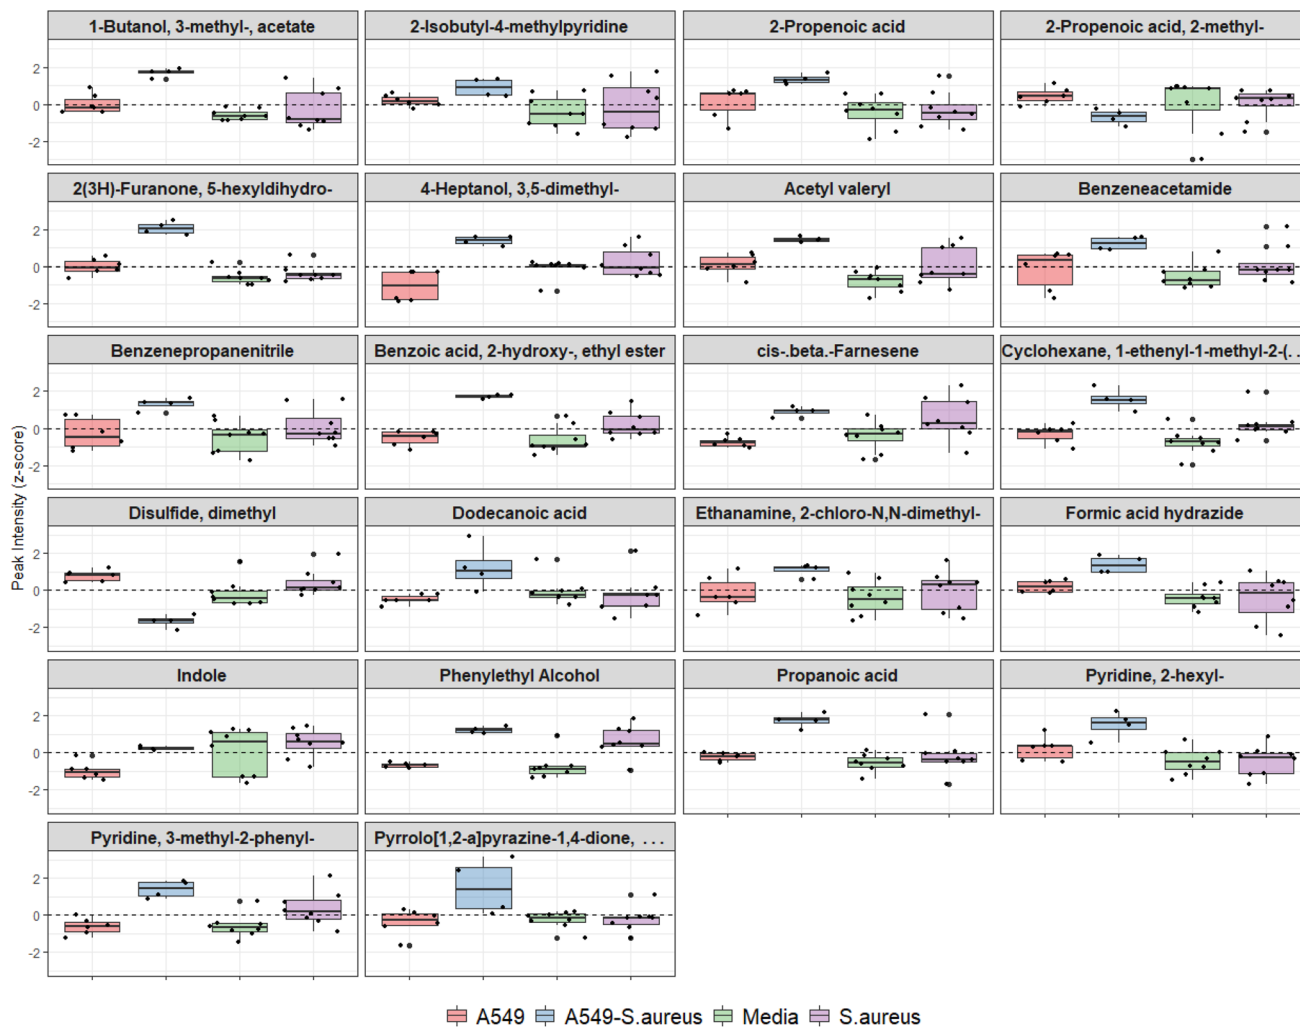 1-Butanol, 3-methyl-, acetate
2-Isobutyl-4-methylpyridine
2-Propenoic acid
2-Propenoic acid, 2-methyl-
2
0
-2
2(3H)-Furanone, 5-hexyldihydro-
4-Heptanol, 3,5-dimethyl-
Acetyl valeryl
Benzeneacetamide
2
0
-2
Benzenepropanenitrile
Benzoic acid, 2-hydroxy-, ethyl ester
cis-.beta.-Farnesene
Cyclohexane, 1-ethenyl-1-methyl-2-(. .
2
0
-2
Peak Intensity (z-score)
Disulfide, dimethyl
Dodecanoic acid
Ethanamine, 2-chloro-N,N-dimethyl-
Formic acid hydrazide
2
0
-2
Indole
Phenylethyl Alcohol
Propanoic acid
Pyridine, 2-hexyl-
2
0
-2
Pyridine, 3-methyl-2-phenyl-
Pyrrolo[1,2-a]pyrazine-1,4-dione, . . .
2
0
-2
A549 A549-S.aureus Media S.aureus